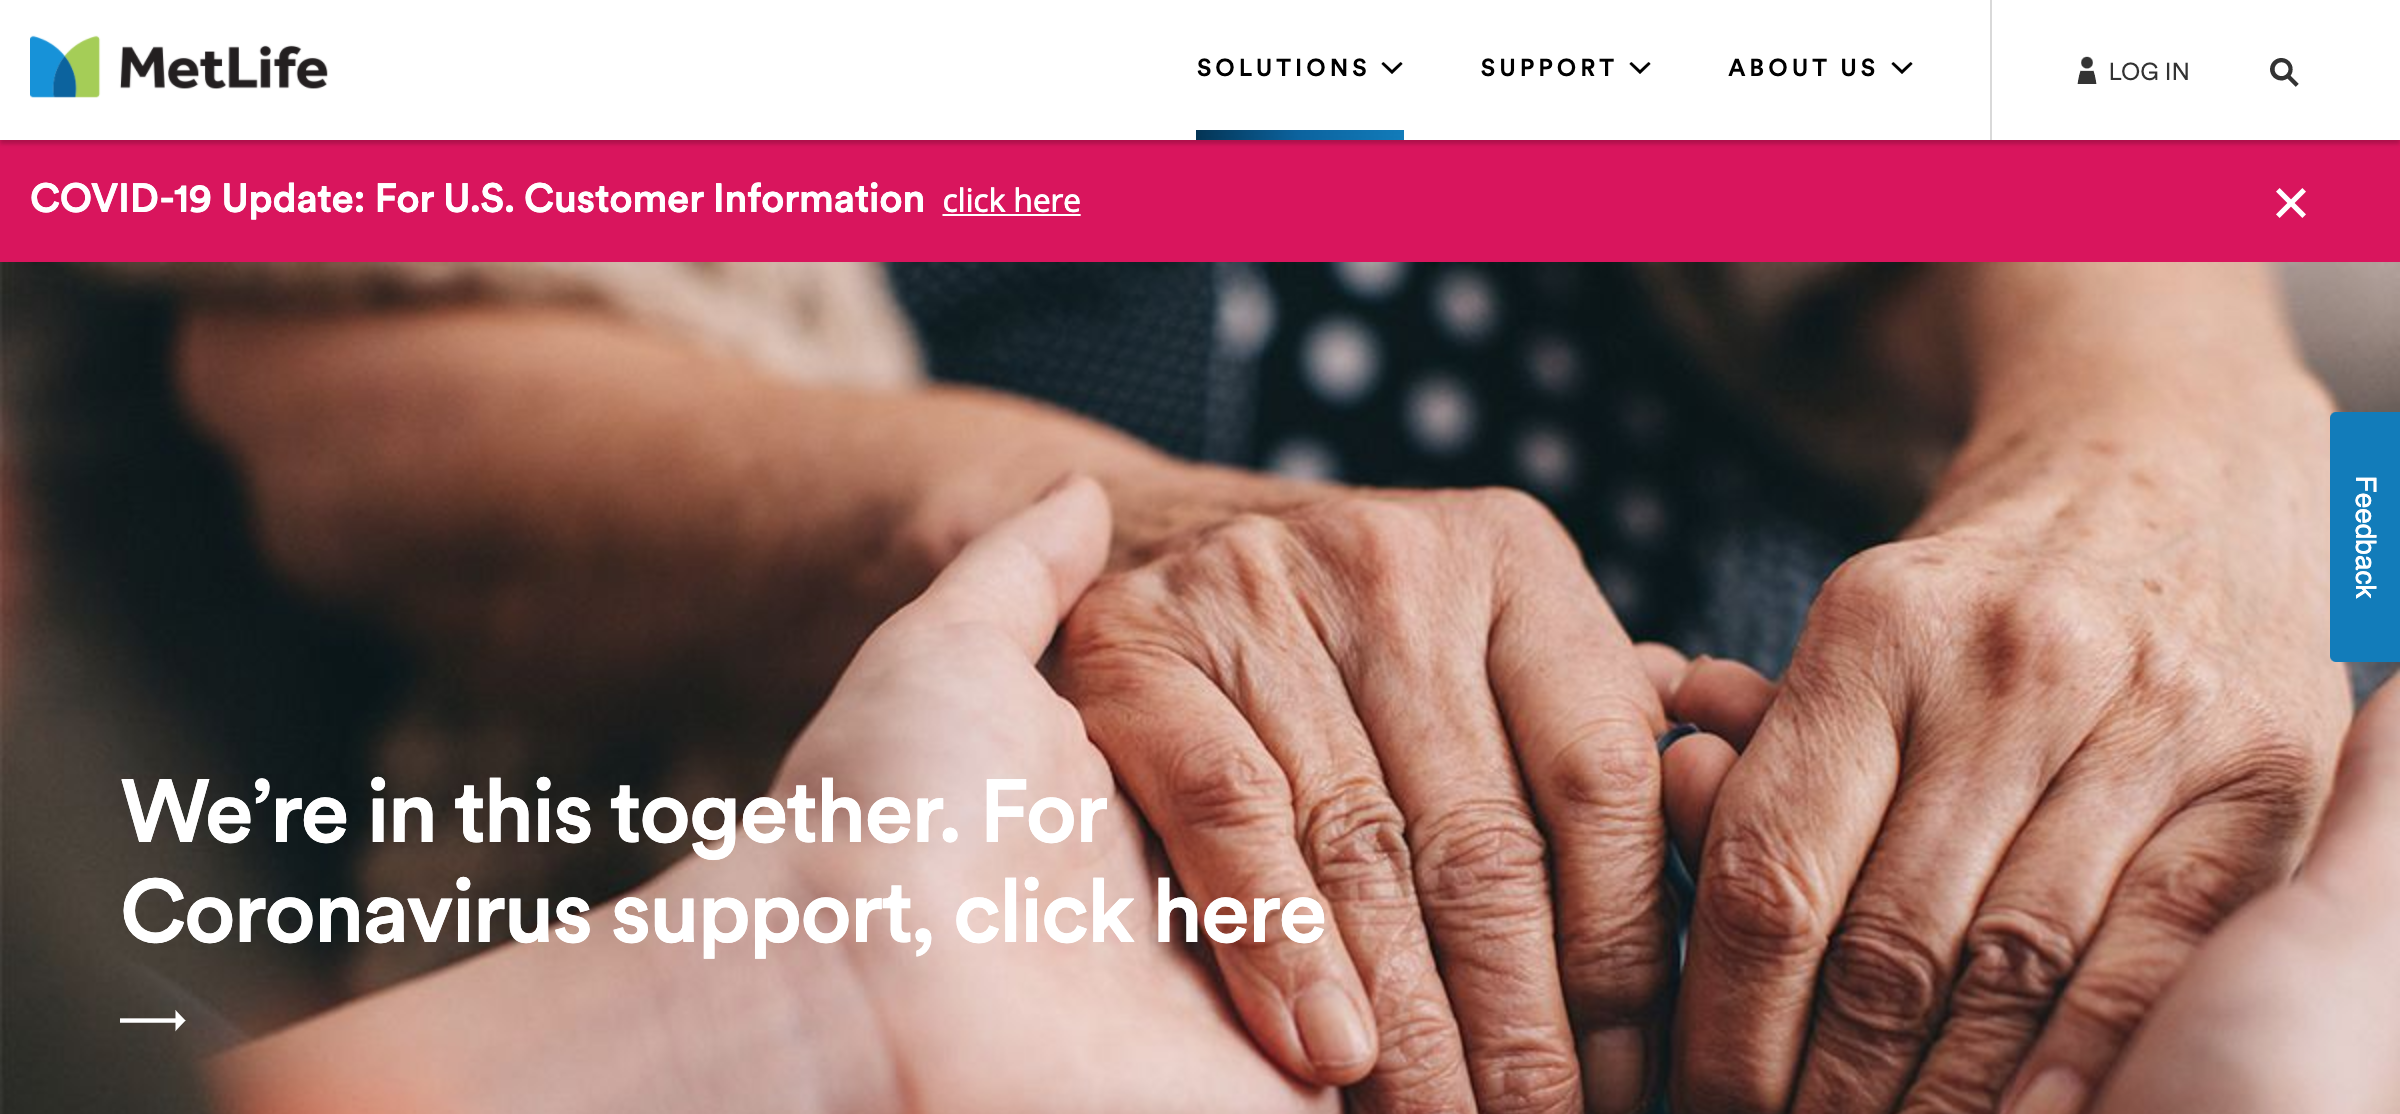 MetLife
SOLUTIONS
SUPPORT
ABOUT US
LOG IN
COVID-19 Update: For U.S. Customer Information click here
Feedback
We’re in this together. For
Coronavirus support, click here